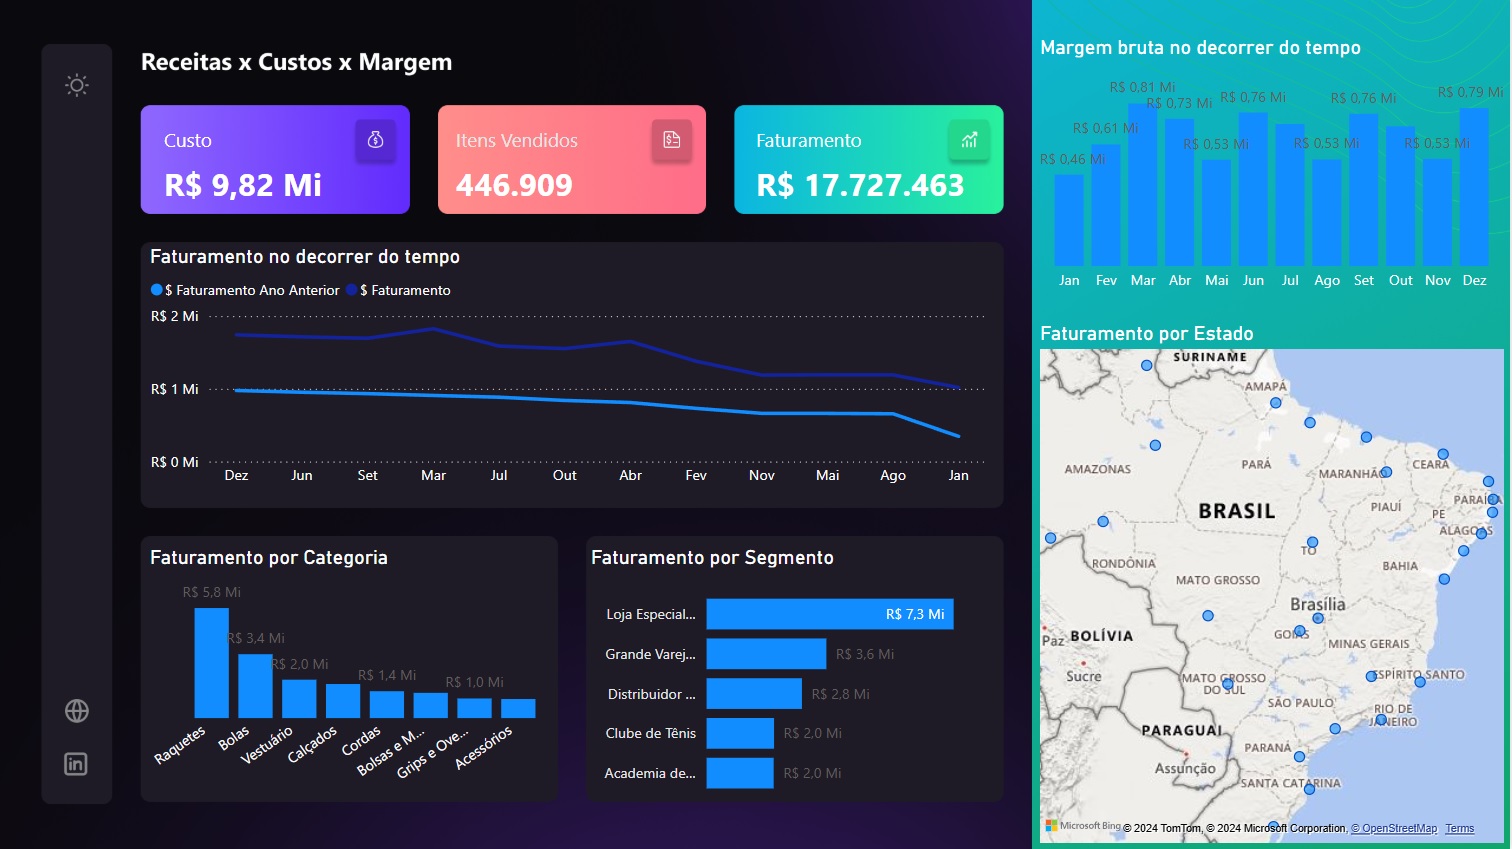 Receitas x Custos x Margem
Custo
R$ 9,82 Mi
Itens Vendidos
446.909
Faturamento
R$ 17.727.463
Faturamento no decorrer do tempo
$ Faturamento Ano Anterior
$ Faturamento
R$ 2 Mi
R$ 1 Mi
R$ 0 Mi
Dez Jun Set Mar Jul Out Abr Fev Nov Mai Ago Jan
Faturamento por Categoria
R$ 5,8 Mi
R$ 3,4 Mi
R$ 2,0 Mi
R$ 1,4 Mi
R$ 1,0 Mi
Raquetes
Bolas
Vestuário
Calçados
Cordas
Bolsas e M...
Grips e Ove...
Acessórios
Faturamento por Segmento
Loja Especial... R$ 7,3 Mi
Grande Varej... R$ 3,6 Mi
Distribuidor ... R$ 2,8 Mi
Clube de Tênis R$ 2,0 Mi
Academia de... R$ 2,0 Mi
in
Margem bruta no decorrer do tempo
R$ 0,46 Mi
R$ 0,61 Mi
R$ 0,81 Mi
R$ 0,73 Mi
R$ 0,53 Mi
R$ 0,76 Mi
R$ 0,53 Mi
R$ 0,76 Mi
R$ 0,53 Mi
R$ 0,79 Mi
Jan Fev Mar Abr Mai Jun Jul Ago Set Out Nov Dez
Faturamento por Estado
SURINAME
AMAPÁ
AMAZONAS
PARÁ
MARANHÃO
CEARÁ
PARAÍBA
PIAUÍ
PE
BRASIL
ALAGOAS
TO
RONDÔNIA
BAHIA
MATO GROSSO
Brasília
Paz
BOLÍVIA
GOIÁS
MINAS GERAIS
Sucre
MATO GROSSO
DO SUL
ESPÍRITO SANTO
SÃO PAULO
RIO DE
JANEIRO
PARAGUAI
PARANÁ
Assunção
SANTA CATARINA
Microsoft Bing
© 2024 TomTom, © 2024 Microsoft Corporation, © OpenStreetMap Terms